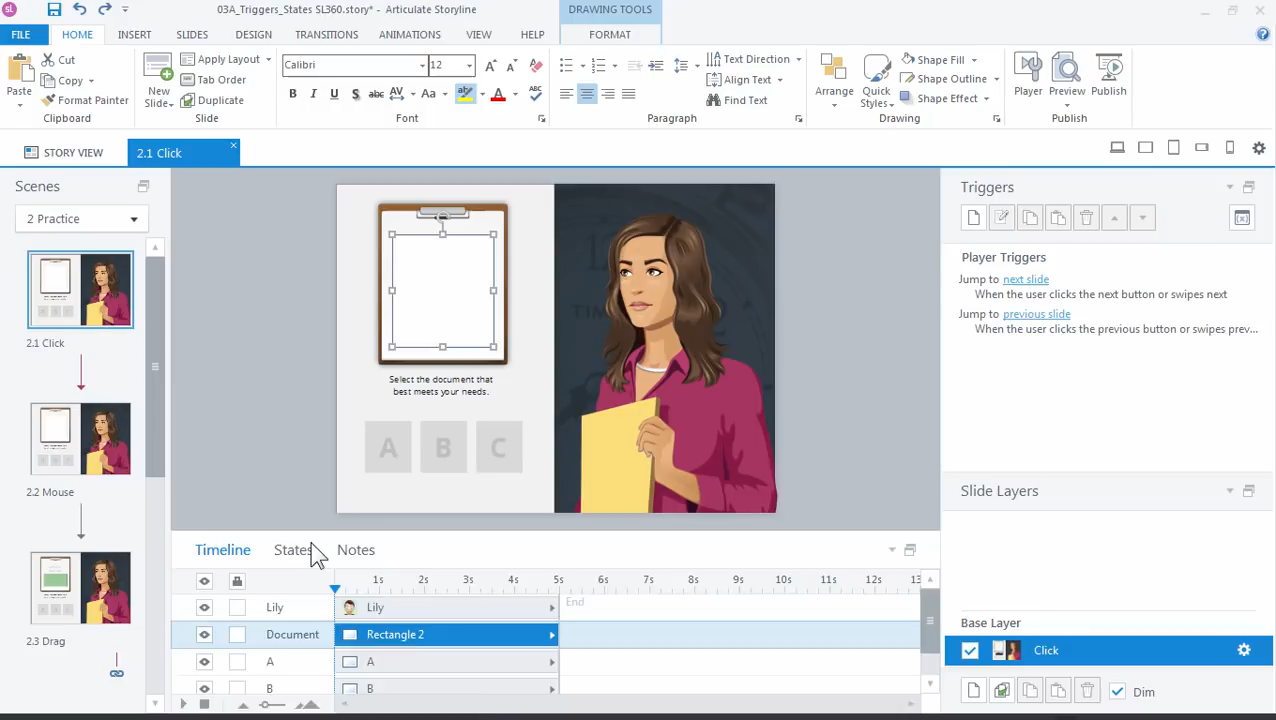 SL
03A_Triggers_States SL360.story* - Articulate Storyline
DRAWING TOOLS
FILE
HOME
INSERT
SLIDES
DESIGN
TRANSITIONS
ANIMATIONS
VIEW
HELP
FORMAT
Paste
Cut
Copy
Format Painter
Clipboard
New Slide
Apply Layout
Tab Order
Duplicate
Slide
Calibri
12
B I U S abc AV Aa A ABC
Font
Text Direction
Align Text
Find Text
Paragraph
Arrange
Quick Styles
Shape Fill
Shape Outline
Shape Effect
Drawing
Player
Preview
Publish
Publish
STORY VIEW
2.1 Click
Scenes
2 Practice
2.1 Click
2.2 Mouse
2.3 Drag
Select the document that
best meets your needs.
A B C
Triggers
Player Triggers
Jump to next slide
When the user clicks the next button or swipes next
Jump to previous slide
When the user clicks the previous button or swipes prev...
Slide Layers
Base Layer
Click
Dim
Timeline
States
Notes
1s 2s 3s 4s 5s 6s 7s 8s 9s 10s 11s 12s 13
End
Lily Lily
Document Rectangle 2
A A
B B